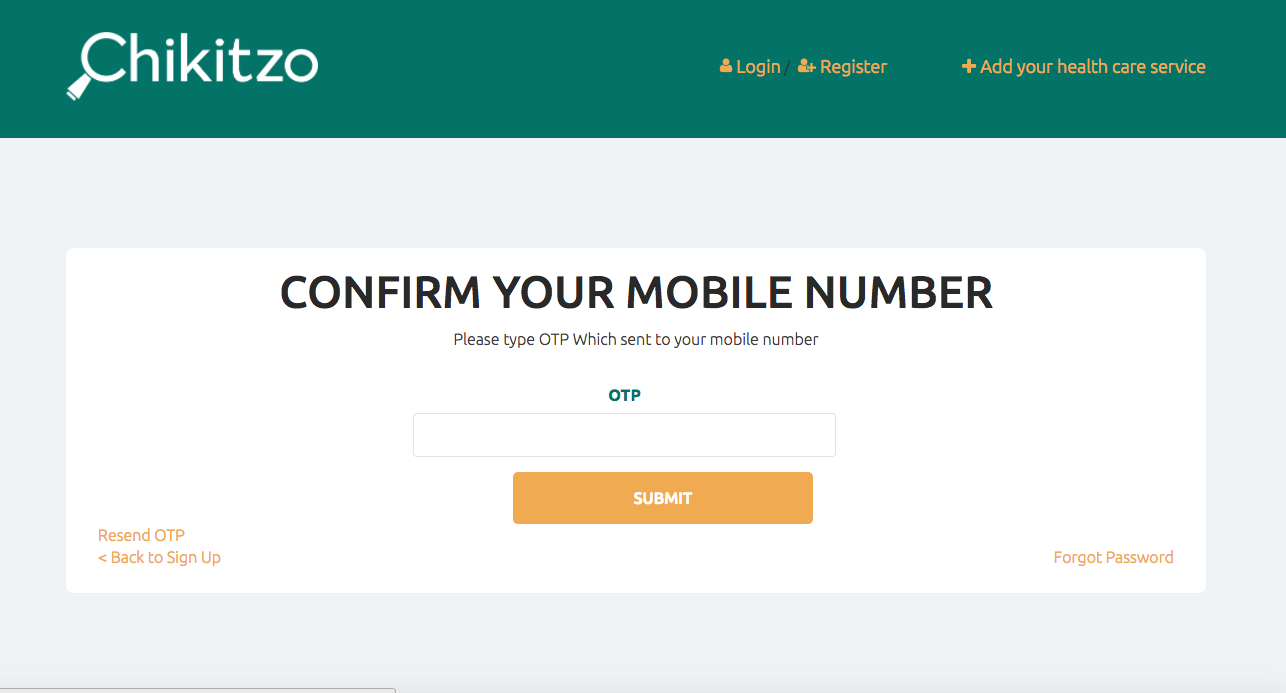 Chikitzo
Login / Register
Add your health care service
CONFIRM YOUR MOBILE NUMBER
Please type OTP Which sent to your mobile number
OTP
SUBMIT
Resend OTP
< Back to Sign Up
Forgot Password